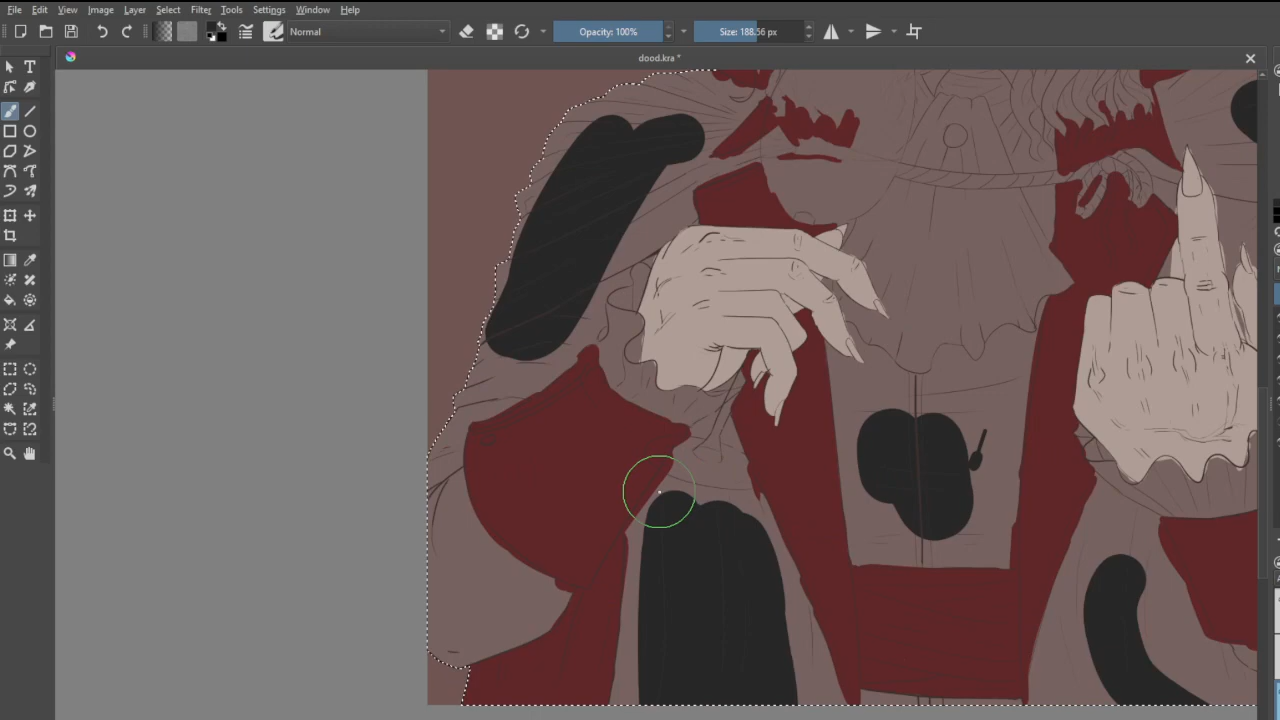 File Edit View Image Layer Select Filter Tools Settings Window Help
Normal Opacity: 100% Size: 188.56 px
dood.kra *
T